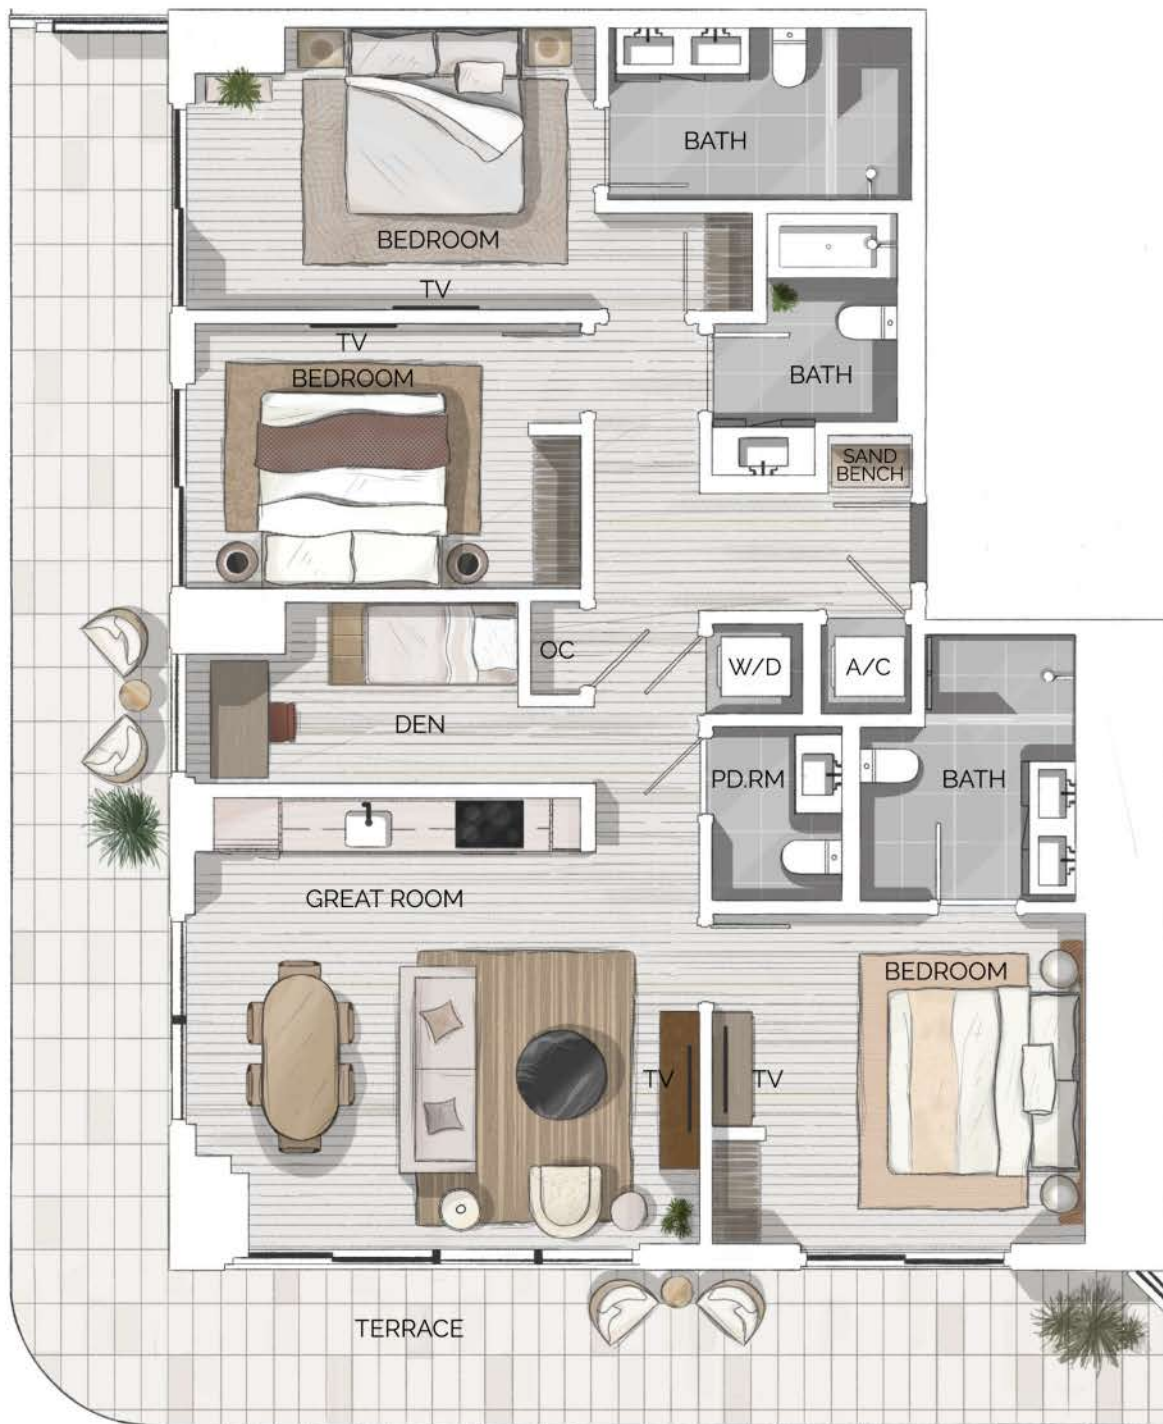 BATH
BEDROOM
TV
TV
BEDROOM
BATH
SAND
BENCH
OC
W/D
A/C
DEN
PD.RM
BATH
GREAT ROOM
BEDROOM
TV
TV
TERRACE